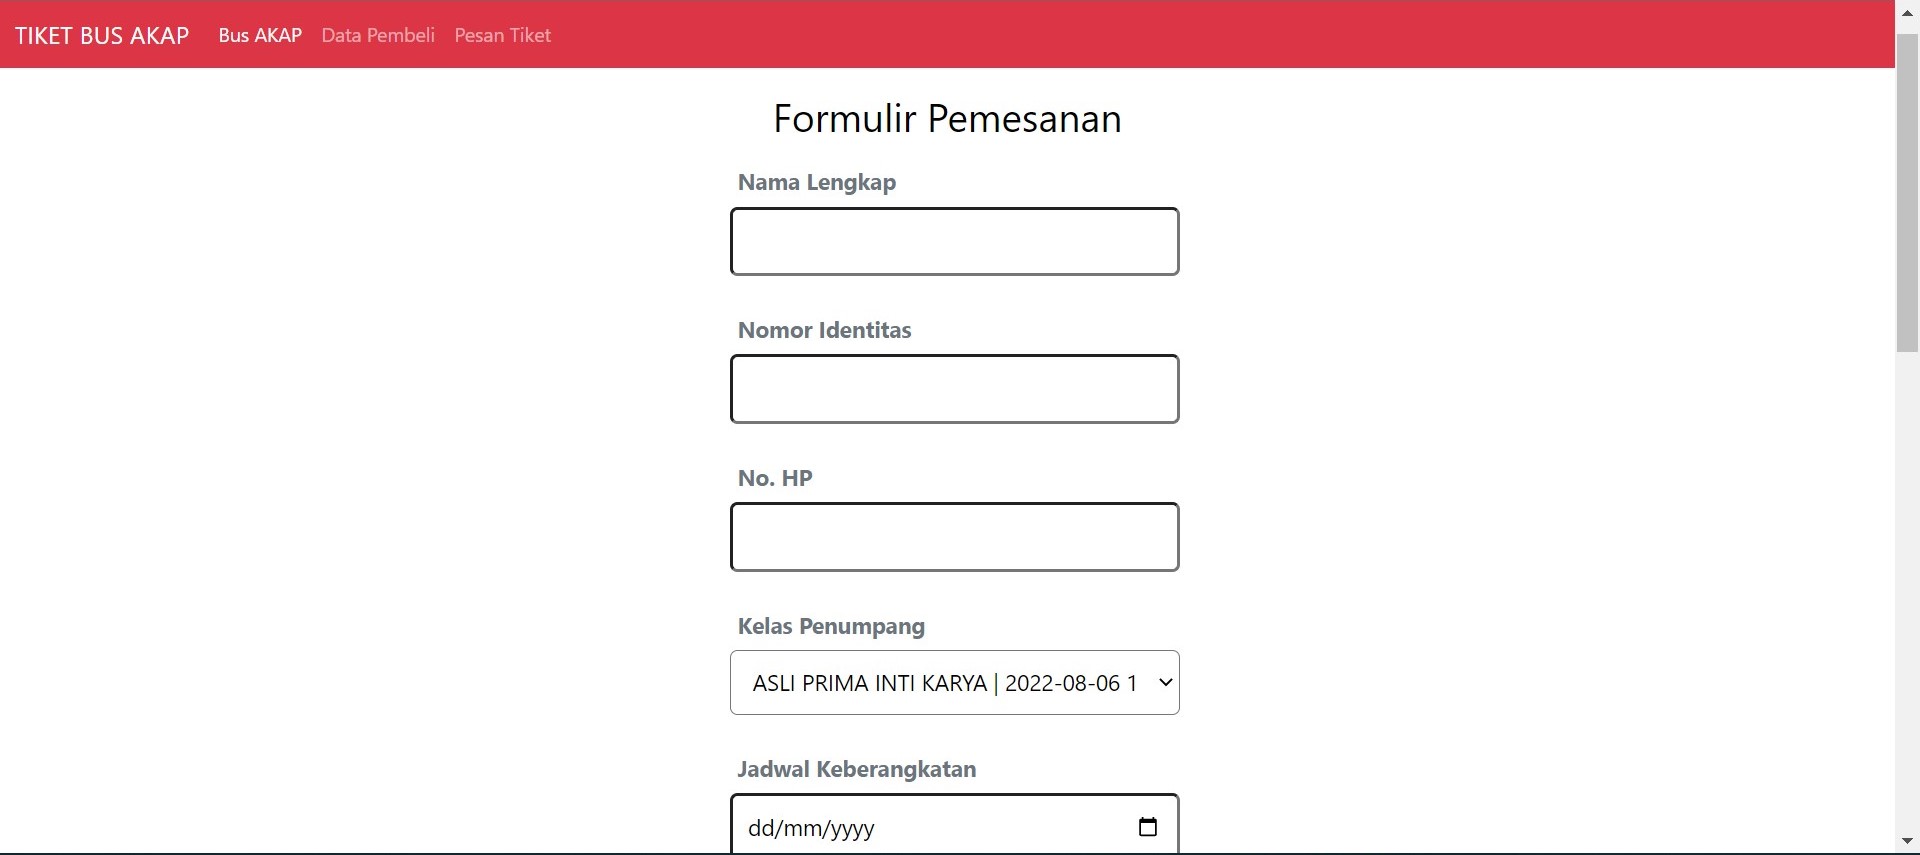 TIKET BUS AKAP Bus AKAP Data Pembeli Pesan Tiket
Formulir Pemesanan
Nama Lengkap
Nomor Identitas
No. HP
Kelas Penumpang
ASLI PRIMA INTI KARYA | 2022-08-06 1
Jadwal Keberangkatan
dd/mm/yyyy